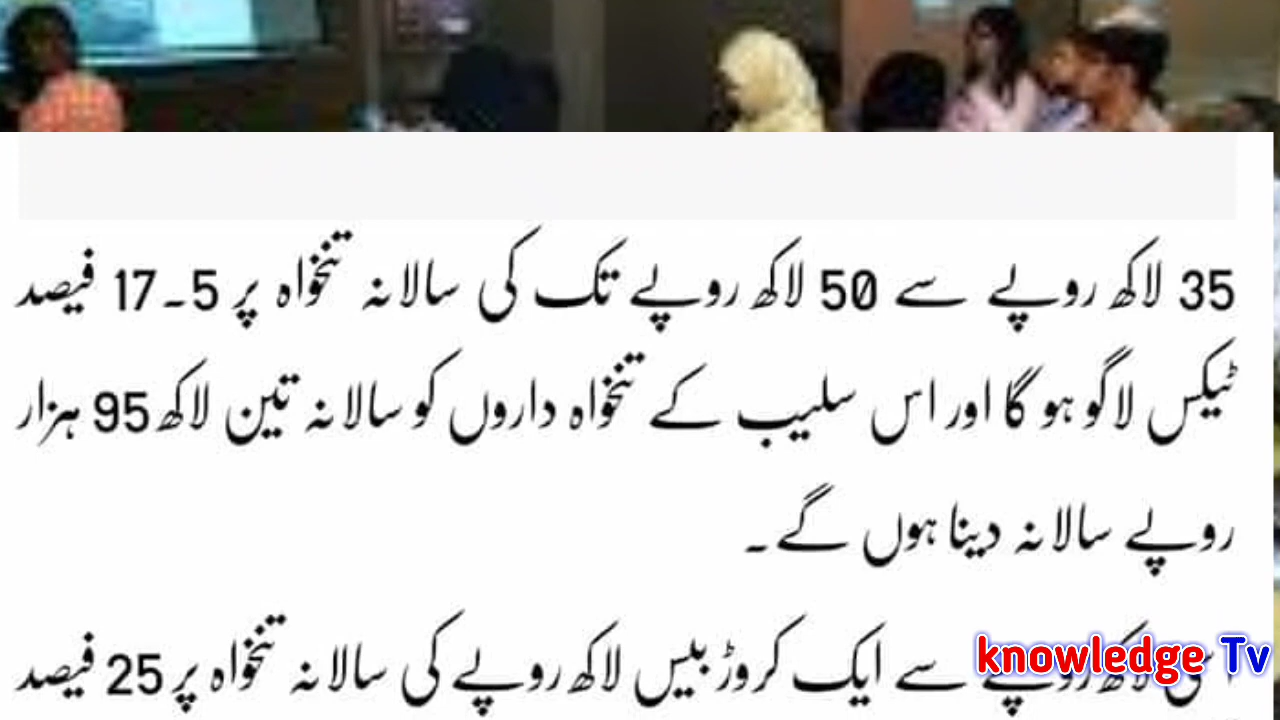 35 لاکھ روپے سے 50 لاکھ روپے تک کی سالانہ تنخواہ پر 5۔17 فیصد
ٹیکس لاگو ہو گا اور اس سلیب کے تنخواہ داروں کو سالانہ تین لاکھ 95 ہزار
روپے سالانہ دینا ہوں گے۔
لاکھ روپے سے ایک کروڑ بیس لاکھ روپے کی سالانہ تنخواہ پر 25 فیصد
knowledge Tv